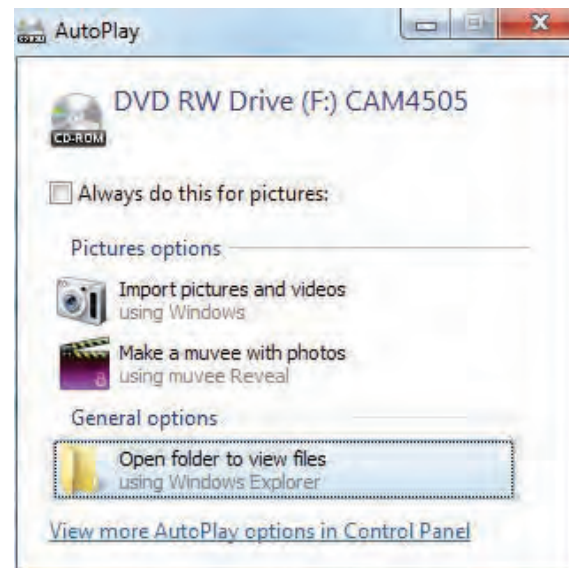 AutoPlay
DVD RW Drive (F:) CAM4505
CD-ROM
Always do this for pictures:
Pictures options
Import pictures and videos
using Windows
Make a muvee with photos
using muvee Reveal
8
General options
Open folder to view files
using Windows Explorer
View more AutoPlay options in Control Panel